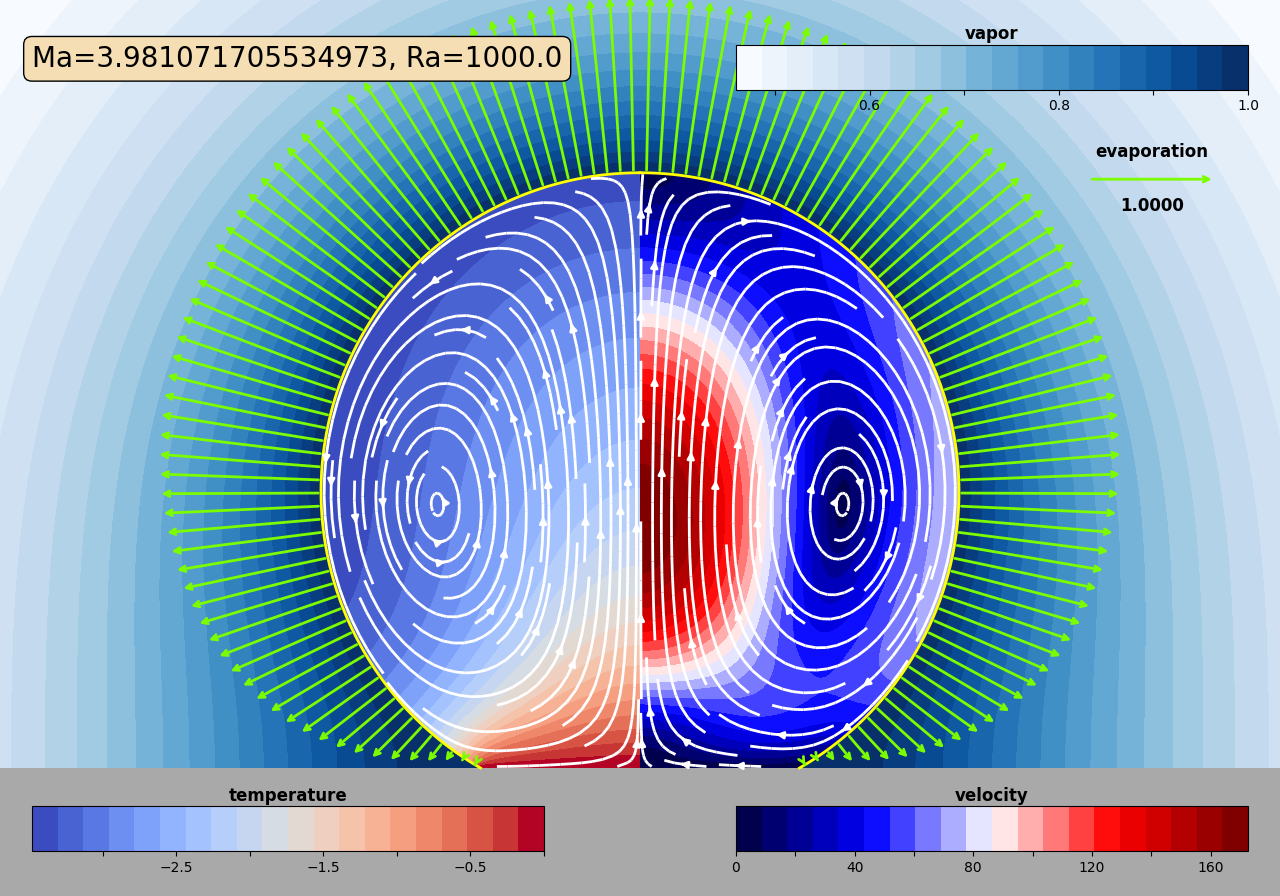 Ma=3.981071705534973, Ra=1000.0
vapor
0.6 0.8 1.0
evaporation
1.0000
temperature
−2.5 −1.5 −0.5
velocity
0 40 80 120 160